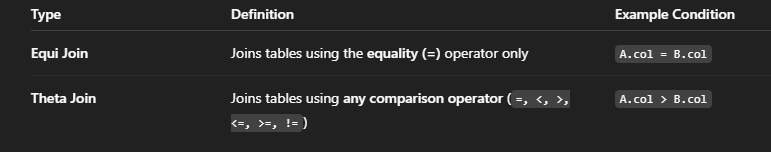 Type Definition Example Condition
Equi Join Joins tables using the equality (=) operator only A.col = B.col
Theta Join Joins tables using any comparison operator ( =, <, >, A.col > B.col
<=, >=, != )